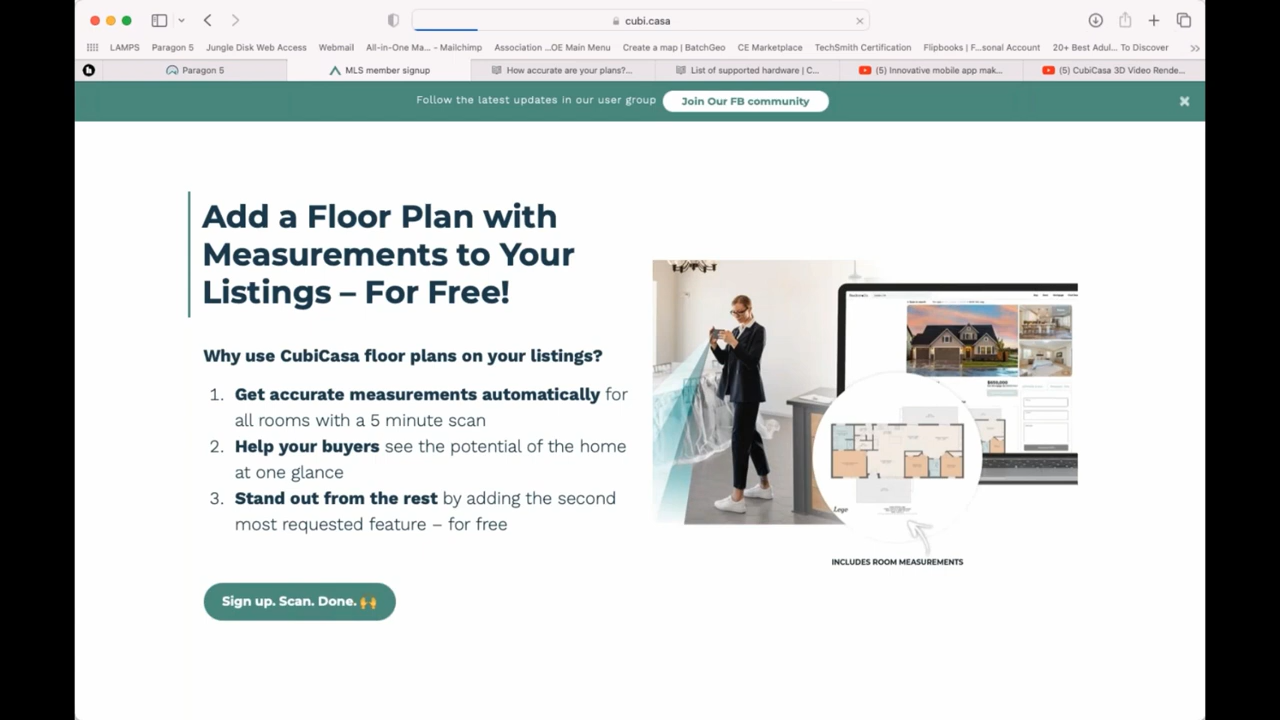 cubi.casa
LAMPS Paragon 5 Jungle Disk Web Access Webmail All-in-One Ma... – Mailchimp Association ...OE Main Menu Create a map | BatchGeo CE Marketplace TechSmith Certification Flipbooks | F...sonal Account 20+ Best Adul... To Discover
Paragon 5 MLS member signup How accurate are your plans?... List of supported hardware | C... (5) Innovative mobile app mak... (5) CubiCasa 3D Video Rende...
Follow the latest updates in our user group Join Our FB community
Add a Floor Plan with
Measurements to Your
Listings – For Free!
Why use CubiCasa floor plans on your listings?
1. Get accurate measurements automatically for
all rooms with a 5 minute scan
2. Help your buyers see the potential of the home
at one glance
3. Stand out from the rest by adding the second
most requested feature – for free
Logo
INCLUDES ROOM MEASUREMENTS
Sign up. Scan. Done. 🙌